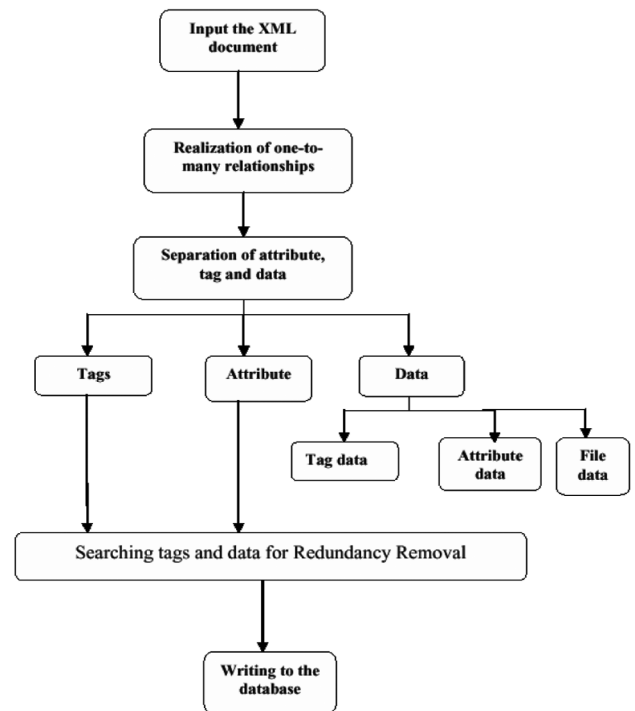 Input the XML
document
Realization of one-to-
many relationships
Separation of attribute,
tag and data
Tags
Attribute
Data
Tag data
Attribute
data
File
data
Searching tags and data for Redundancy Removal
Writing to the
database